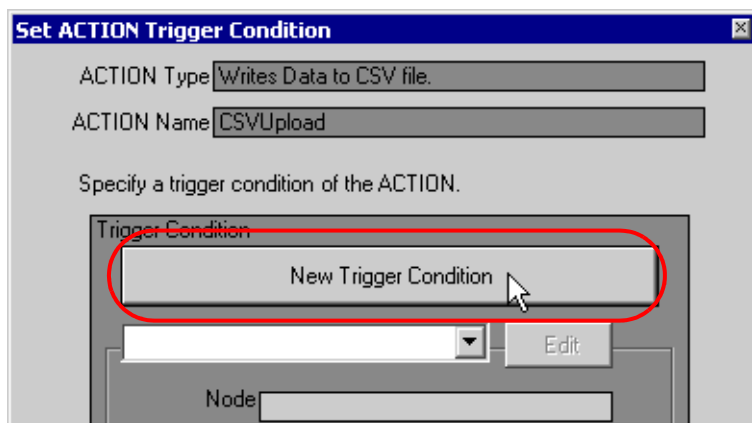 Set ACTION Trigger Condition
ACTION Type Writes Data to CSV file.
ACTION Name CSVUpload
Specify a trigger condition of the ACTION.
Trigger Condition
New Trigger Condition
Edit
Node